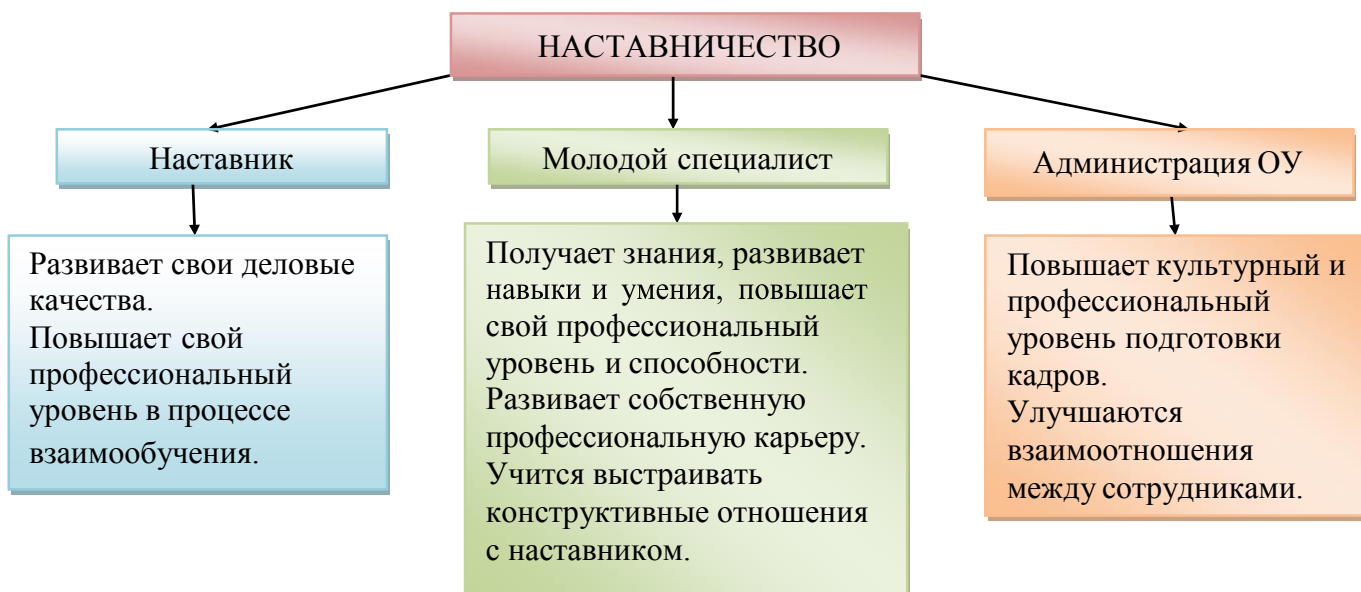 НАСТАВНИЧЕСТВО
Наставник
Молодой специалист
Администрация ОУ
Развивает свои деловые
качества.
Повышает свой
профессиональный
уровень в процессе
взаимообучения.
Получает знания, развивает
навыки и умения, повышает
свой профессиональный
уровень и способности.
Развивает собственную
профессиональную карьеру.
Учится выстраивать
конструктивные отношения
с наставником.
Повышает культурный и
профессиональный
уровень подготовки
кадров.
Улучшаются
взаимоотношения
между сотрудниками.